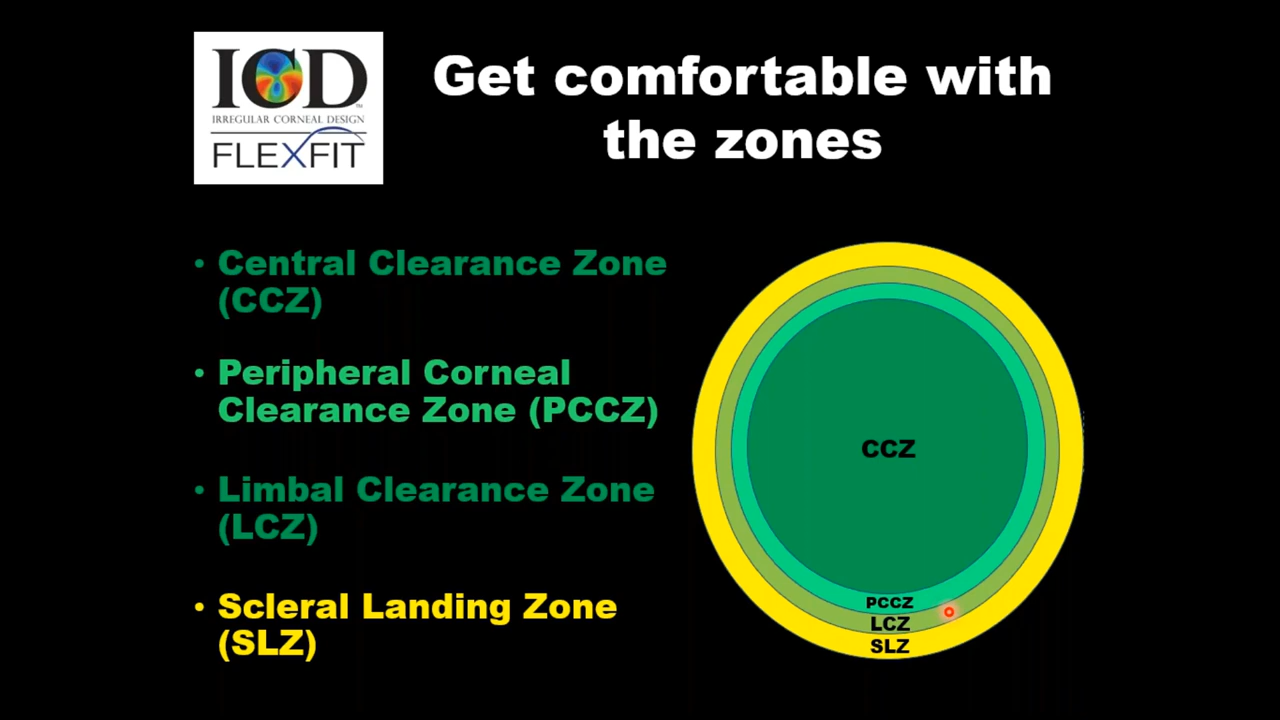 ICD™
IRREGULAR CORNEAL DESIGN
FLEXFIT
Get comfortable with
the zones
• Central Clearance Zone
(CCZ)
• Peripheral Corneal
Clearance Zone (PCCZ)
• Limbal Clearance Zone
(LCZ)
• Scleral Landing Zone
(SLZ)
CCZ
PCCZ
LCZ
SLZ